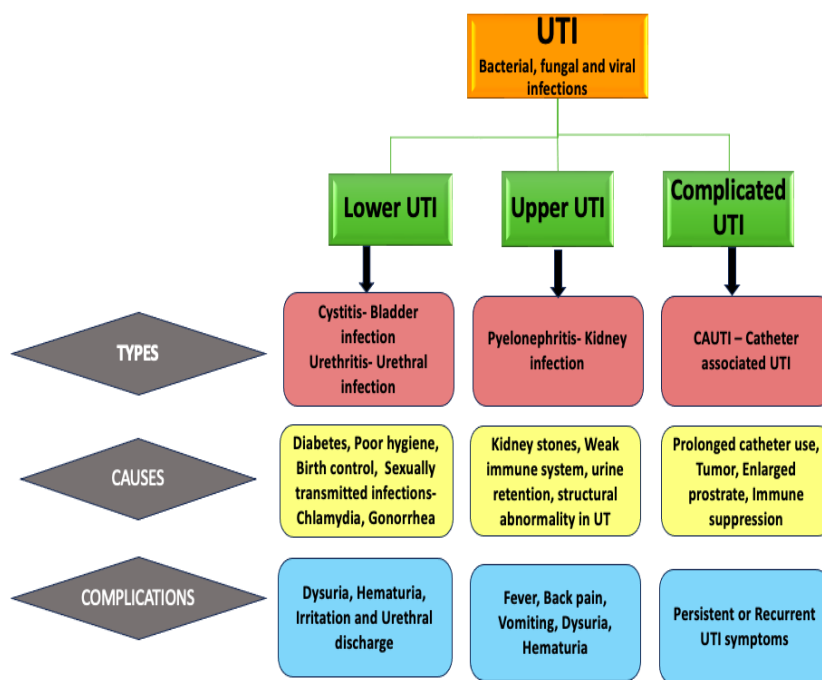 UTI
Bacterial, fungal and viral
infections
Lower UTI
Upper UTI
Complicated
UTI
TYPES
Cystitis- Bladder
infection
Urethritis- Urethral
infection
Pyelonephritis- Kidney
infection
CAUTI – Catheter
associated UTI
CAUSES
Diabetes, Poor hygiene,
Birth control, Sexually
transmitted infections-
Chlamydia, Gonorrhea
Kidney stones, Weak
immune system, urine
retention, structural
abnormality in UT
Prolonged catheter use,
Tumor, Enlarged
prostrate, Immune
suppression
COMPLICATIONS
Dysuria, Hematuria,
Irritation and Urethral
discharge
Fever, Back pain,
Vomiting, Dysuria,
Hematuria
Persistent or Recurrent
UTI symptoms